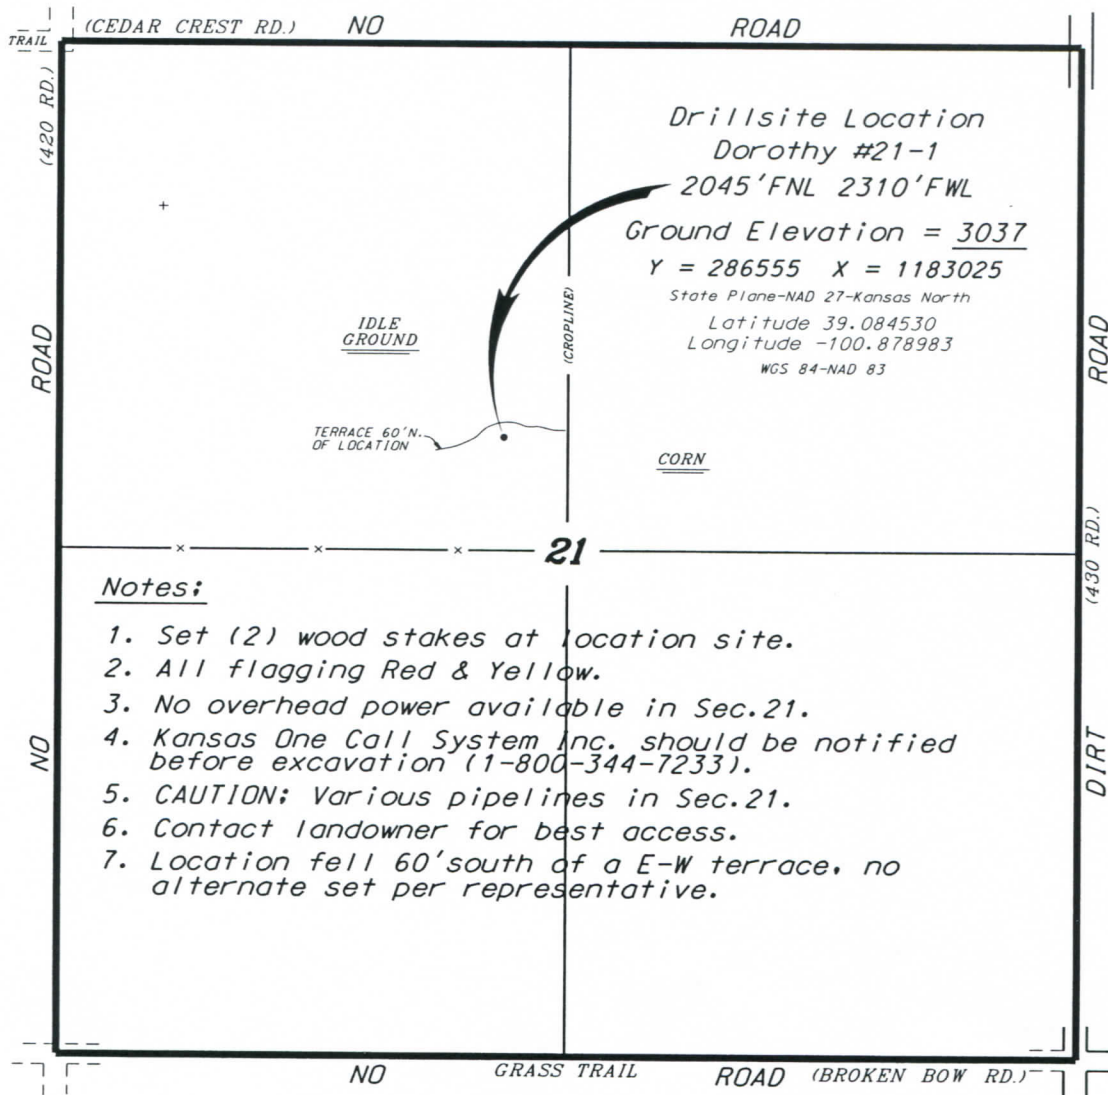 (CEDAR CREST RD.) NO ROAD
TRAIL
(420 RD.)
Drillsite Location
Dorothy #21-1
2045'FNL 2310'FWL
Ground Elevation = 3037
Y = 286555 X = 1183025
State Plane-NAD 27-Kansas North
Latitude 39.084530
Longitude -100.878983
WGS 84-NAD 83
(CROPLINE)
IDLE
GROUND
ROAD
ROAD
TERRACE 60'N.
OF LOCATION
CORN
21
(430 RD.)
Notes:
1. Set (2) wood stakes at location site.
2. All flagging Red & Yellow.
3. No overhead power available in Sec.21.
4. Kansas One Call System Inc. should be notified
before excavation (1-800-344-7233).
5. CAUTION: Various pipelines in Sec.21.
6. Contact landowner for best access.
7. Location fell 60'south of a E-W terrace, no
alternate set per representative.
NO
DIRT
NO GRASS TRAIL ROAD (BROKEN BOW RD.)